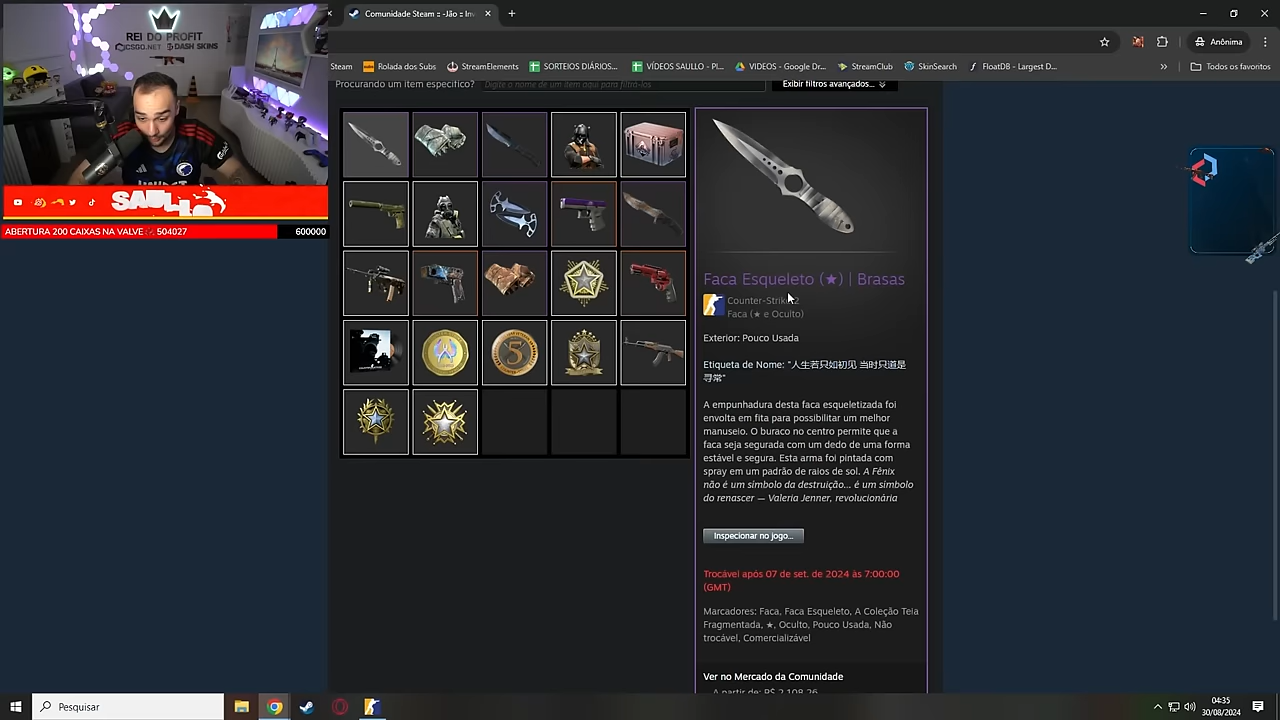 REI DO PROFIT
CSGO.NET DASH SKINS
SAULLO
ABERTURA 200 CAIXAS NA VALVE 504027
600000
Comunidade Steam :: -Jão :: In
Anônima
Steam
Rolada dos Subs
StreamElements
SORTEIOS DIÁRIOS...
VÍDEOS SAULLO - Pl...
VIDEOS - Google Dr...
StreamClub
SkinSearch
FloatDB - Largest D...
Todos os favoritos
Procurando um item específico?
Digite o nome de um item aqui para filtrá-los
Exibir filtros avançados...
Faca Esqueleto (★) | Brasas
Counter-Strike 2
Faca (★ e Oculto)
Exterior: Pouco Usada
Etiqueta de Nome: "人生若只如初见 当时只道是
寻常"
A empunhadura desta faca esqueletizada foi
envolta em fita para possibilitar um melhor
manuseio. O buraco no centro permite que a
faca seja segurada com um dedo de uma forma
estável e segura. Esta arma foi pintada com
spray em um padrão de raios de sol. A Fênix
não é um símbolo da destruição... é um símbolo
do renascer — Valeria Jenner, revolucionária
Inspecionar no jogo...
Trocável após 07 de set. de 2024 às 7:00:00
(GMT)
Marcadores: Faca, Faca Esqueleto, A Coleção Teia
Fragmentada, ★, Oculto, Pouco Usada, Não
trocável, Comercializável
Ver no Mercado da Comunidade
A partir de: R$ 2.108,26
5
Pesquisar
04:35
30/08/2024